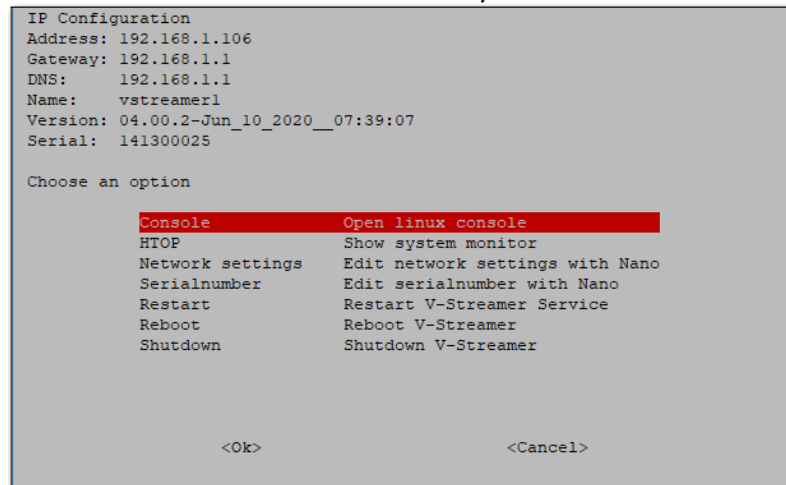 IP Configuration
Address: 192.168.1.106
Gateway: 192.168.1.1
DNS: 192.168.1.1
Name: vstreamer1
Version: 04.00.2-Jun_10_2020__07:39:07
Serial: 141300025
Choose an option
Console Open linux console
HTOP Show system monitor
Network settings Edit network settings with Nano
Serialnumber Edit serialnumber with Nano
Restart Restart V-Streamer Service
Reboot Reboot V-Streamer
Shutdown Shutdown V-Streamer
<Ok> <Cancel>